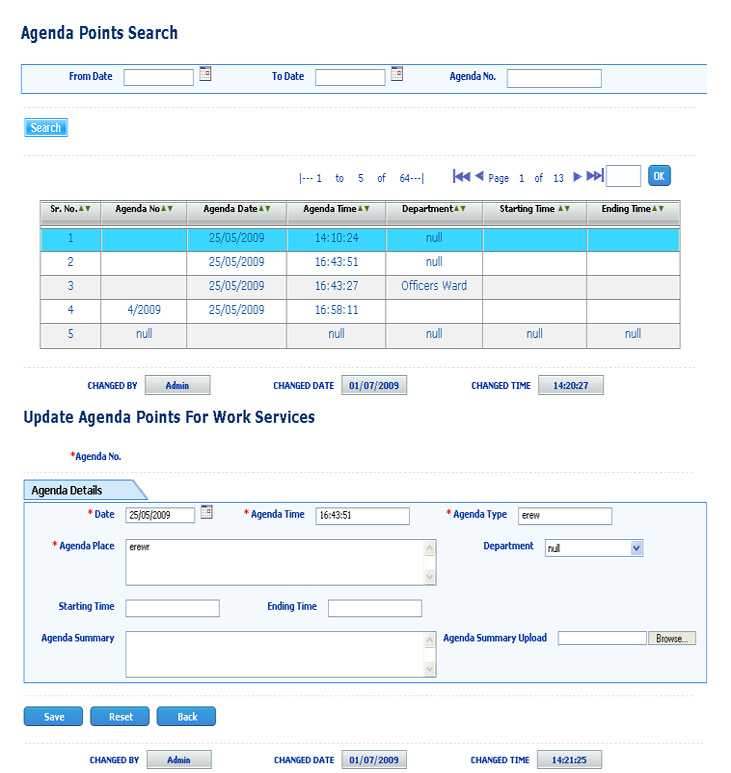 Agenda Points Search
From Date To Date Agenda No.
Search
|--- 1 to 5 of 64---| Page 1 of 13 OK
Sr. No. Agenda No Agenda Date Agenda Time Department Starting Time Ending Time
1 25/05/2009 14:10:24 null
2 25/05/2009 16:43:51 null
3 25/05/2009 16:43:27 Officers Ward
4 4/2009 25/05/2009 16:58:11
5 null null null null null
CHANGED BY Admin CHANGED DATE 01/07/2009 CHANGED TIME 14:20:27
Update Agenda Points For Work Services
*Agenda No.
Agenda Details
* Date 25/05/2009 * Agenda Time 16:43:51 * Agenda Type erew
* Agenda Place erewr Department null
Starting Time Ending Time
Agenda Summary Agenda Summary Upload Browse...
Save Reset Back
CHANGED BY Admin CHANGED DATE 01/07/2009 CHANGED TIME 14:21:25